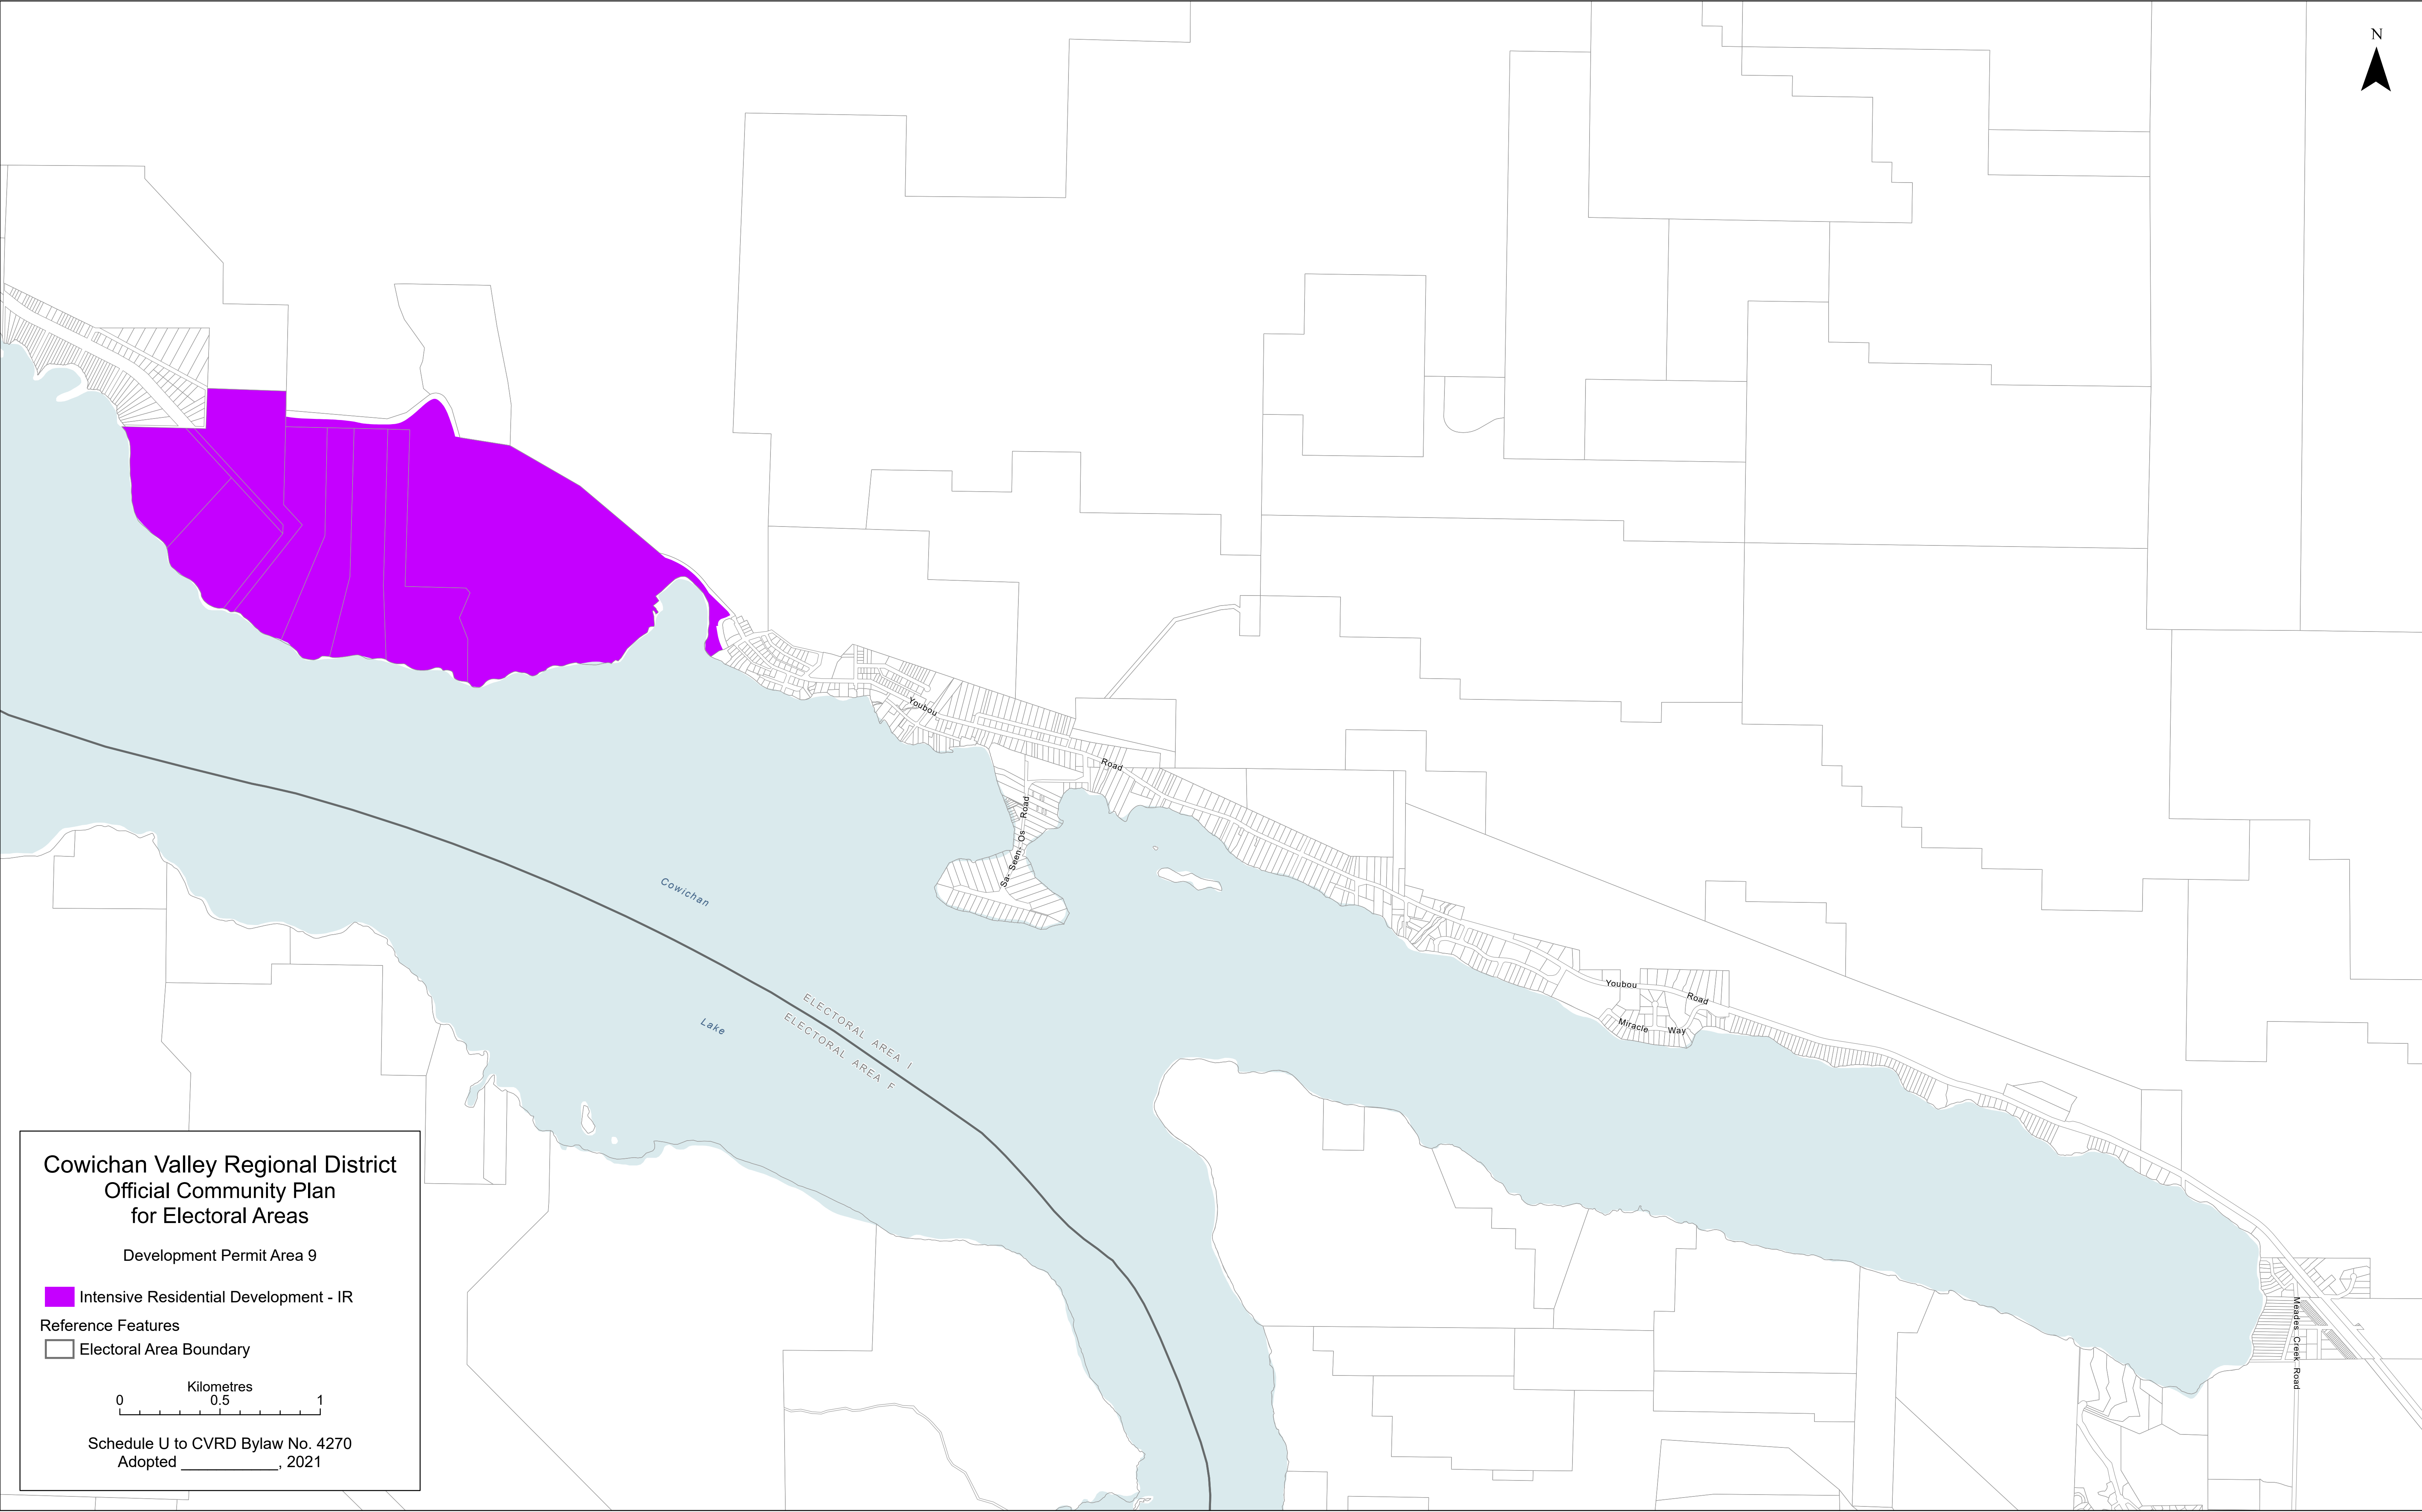 N
Youbou
Road
Sa- Seen- Os Road
Cowichan
Lake
ELECTORAL AREA I
ELECTORAL AREA F
Youbou
Road
Miracle Way
Meades Creek Road
Cowichan Valley Regional District
Official Community Plan
for Electoral Areas
Development Permit Area 9
Intensive Residential Development - IR
Reference Features
Electoral Area Boundary
Kilometres
0 0.5 1
Schedule U to CVRD Bylaw No. 4270
Adopted ___________, 2021